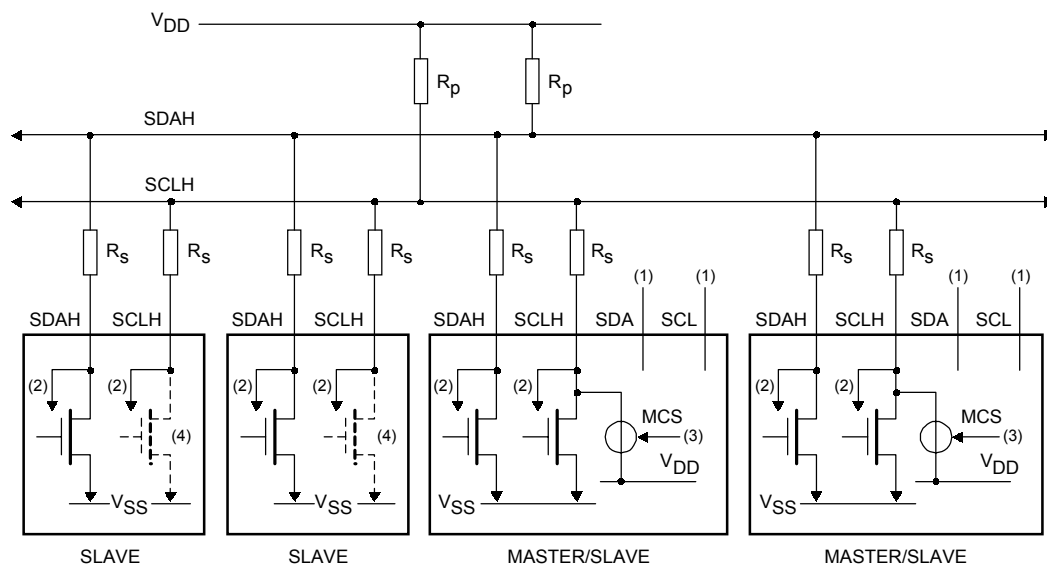 VDD
Rp Rp
SDAH
SCLH
Rs Rs Rs Rs Rs Rs Rs Rs
(1) (1) (1) (1)
SDAH SCLH SDAH SCLH SDAH SCLH SDA SCL SDAH SCLH SDA SCL
(2) (2) (2) (2) (2) (2) (2) (2)
MCS MCS
(4) (4) (3) (3)
VDD VDD
VSS VSS VSS VSS
SLAVE SLAVE MASTER/SLAVE MASTER/SLAVE